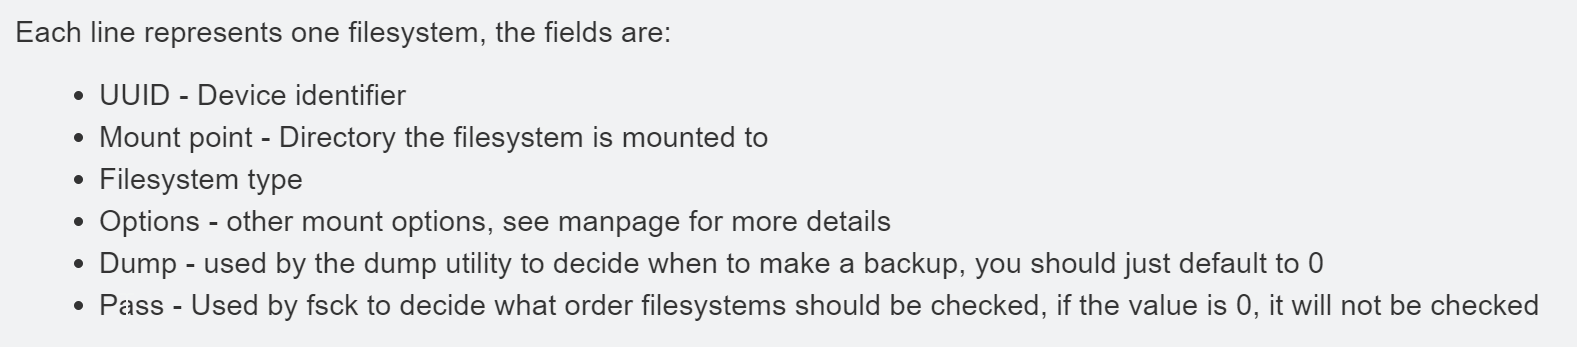 Each line represents one filesystem, the fields are:
• UUID - Device identifier
• Mount point - Directory the filesystem is mounted to
• Filesystem type
• Options - other mount options, see manpage for more details
• Dump - used by the dump utility to decide when to make a backup, you should just default to 0
• Pass - Used by fsck to decide what order filesystems should be checked, if the value is 0, it will not be checked